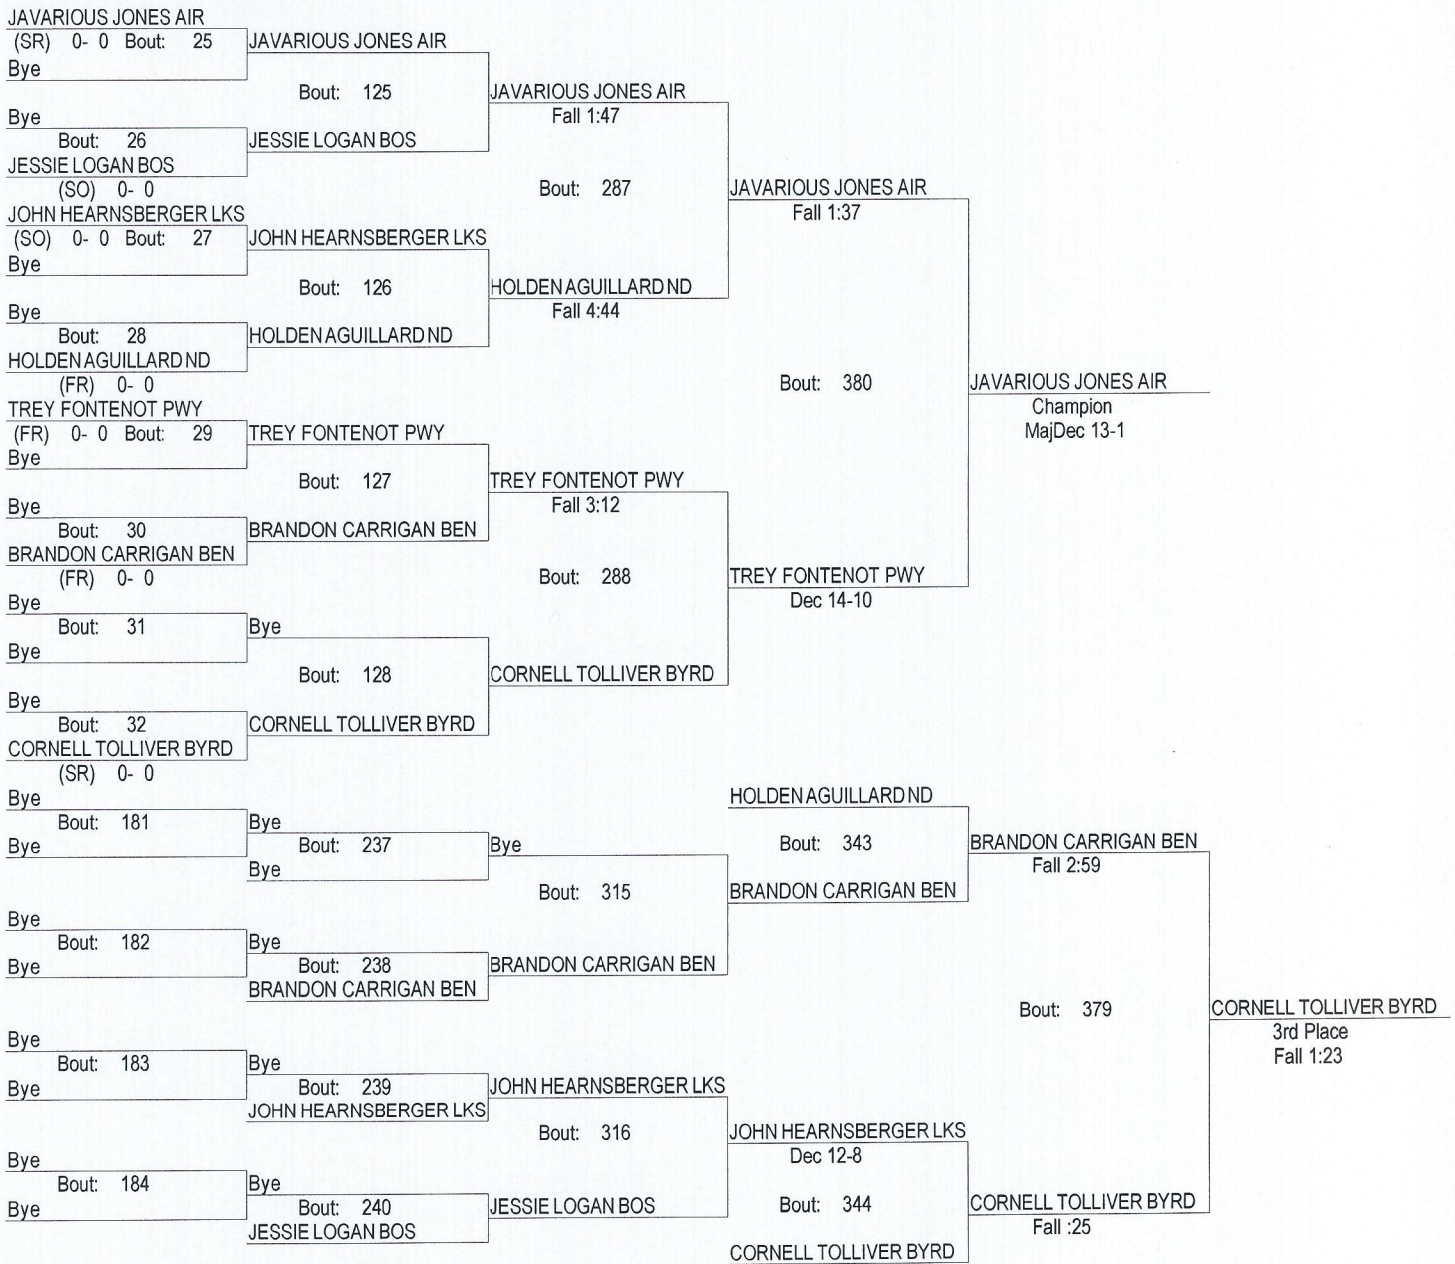 JAVARIOUS JONES AIR
(SR) 0- 0 Bout: 25
Bye
Bye
Bout: 26
JESSIE LOGAN BOS
(SO) 0- 0
JOHN HEARNSBERGER LKS
(SO) 0- 0 Bout: 27
Bye
Bye
Bout: 28
HOLDEN AGUILLARD ND
(FR) 0- 0
TREY FONTENOT PWY
(FR) 0- 0 Bout: 29
Bye
Bye
Bout: 30
BRANDON CARRIGAN BEN
(FR) 0- 0
Bye
Bout: 31
Bye
Bye
Bout: 32
CORNELL TOLLIVER BYRD
(SR) 0- 0
JAVARIOUS JONES AIR
Bout: 125
JESSIE LOGAN BOS
JOHN HEARNSBERGER LKS
Bout: 126
HOLDEN AGUILLARD ND
TREY FONTENOT PWY
Bout: 127
BRANDON CARRIGAN BEN
Bye
Bout: 128
CORNELL TOLLIVER BYRD
JAVARIOUS JONES AIR
Fall 1:47
Bout: 287
HOLDEN AGUILLARD ND
Fall 4:44
TREY FONTENOT PWY
Fall 3:12
Bout: 288
CORNELL TOLLIVER BYRD
JAVARIOUS JONES AIR
Fall 1:37
Bout: 380
TREY FONTENOT PWY
Dec 14-10
JAVARIOUS JONES AIR
Champion
MajDec 13-1
Bye
Bout: 181
Bye
Bye
Bout: 182
Bye
Bye
Bout: 183
Bye
Bye
Bout: 184
Bye
Bye
Bout: 237
Bye
Bye
Bout: 238
BRANDON CARRIGAN BEN
Bye
Bout: 239
JOHN HEARNSBERGER LKS
Bye
Bout: 240
JESSIE LOGAN BOS
Bye
Bout: 315
BRANDON CARRIGAN BEN
JOHN HEARNSBERGER LKS
Bout: 316
JESSIE LOGAN BOS
HOLDEN AGUILLARD ND
Bout: 343
BRANDON CARRIGAN BEN
JOHN HEARNSBERGER LKS
Dec 12-8
Bout: 344
CORNELL TOLLIVER BYRD
BRANDON CARRIGAN BEN
Fall 2:59
Bout: 379
CORNELL TOLLIVER BYRD
Fall :25
CORNELL TOLLIVER BYRD
3rd Place
Fall 1:23